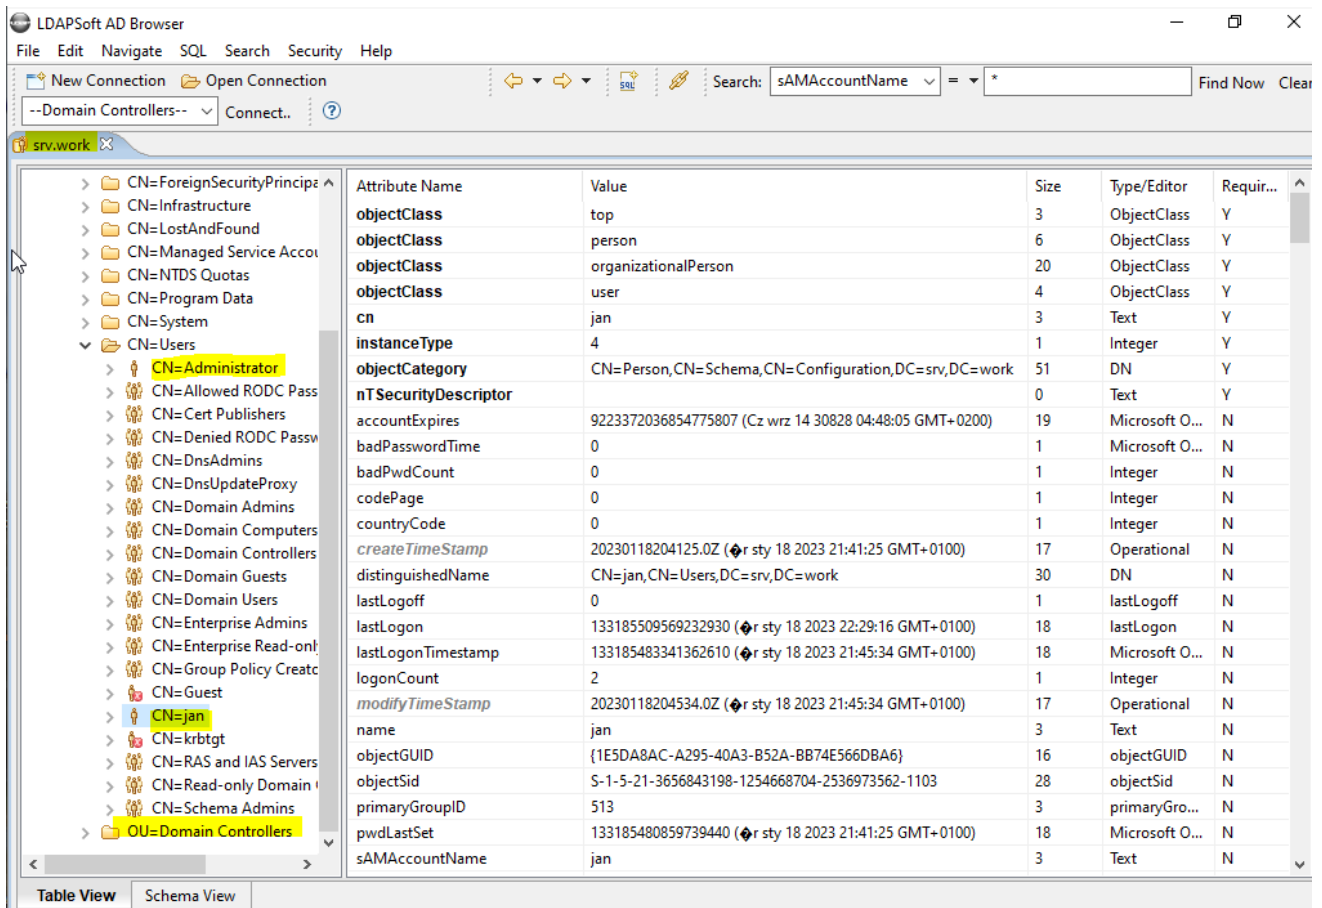 LDAPSoft AD Browser
File Edit Navigate SQL Search Security Help
New Connection Open Connection SQL Search: sAMAccountName = * Find Now Clear
--Domain Controllers-- Connect.. ?
srv.work
CN=ForeignSecurityPrincipa
CN=Infrastructure
CN=LostAndFound
CN=Managed Service Accou
CN=NTDS Quotas
CN=Program Data
CN=System
CN=Users
CN=Administrator
CN=Allowed RODC Pass
CN=Cert Publishers
CN=Denied RODC Passw
CN=DnsAdmins
CN=DnsUpdateProxy
CN=Domain Admins
CN=Domain Computers
CN=Domain Controllers
CN=Domain Guests
CN=Domain Users
CN=Enterprise Admins
CN=Enterprise Read-onl
CN=Group Policy Creato
CN=Guest
CN=jan
CN=krbtgt
CN=RAS and IAS Servers
CN=Read-only Domain
CN=Schema Admins
OU=Domain Controllers
Attribute Name Value Size Type/Editor Requir...
objectClass top 3 ObjectClass Y
objectClass person 6 ObjectClass Y
objectClass organizationalPerson 20 ObjectClass Y
objectClass user 4 ObjectClass Y
cn jan 3 Text Y
instanceType 4 1 Integer Y
objectCategory CN=Person,CN=Schema,CN=Configuration,DC=srv,DC=work 51 DN Y
nTSecurityDescriptor 0 Text Y
accountExpires 9223372036854775807 (Cz wrz 14 30828 04:48:05 GMT+0200) 19 Microsoft O... N
badPasswordTime 0 1 Microsoft O... N
badPwdCount 0 1 Integer N
codePage 0 1 Integer N
countryCode 0 1 Integer N
createTimeStamp 20230118204125.0Z (�r sty 18 2023 21:41:25 GMT+0100) 17 Operational N
distinguishedName CN=jan,CN=Users,DC=srv,DC=work 30 DN N
lastLogoff 0 1 lastLogoff N
lastLogon 133185509569232930 (�r sty 18 2023 22:29:16 GMT+0100) 18 lastLogon N
lastLogonTimestamp 133185483341362610 (�r sty 18 2023 21:45:34 GMT+0100) 18 Microsoft O... N
logonCount 2 1 Integer N
modifyTimeStamp 20230118204534.0Z (�r sty 18 2023 21:45:34 GMT+0100) 17 Operational N
name jan 3 Text N
objectGUID {1E5DA8AC-A295-40A3-B52A-BB74E566DBA6} 16 objectGUID N
objectSid S-1-5-21-3656843198-1254668704-2536973562-1103 28 objectSid N
primaryGroupID 513 3 primaryGro... N
pwdLastSet 133185480859739440 (�r sty 18 2023 21:41:25 GMT+0100) 18 Microsoft O... N
sAMAccountName jan 3 Text N
Table View Schema View